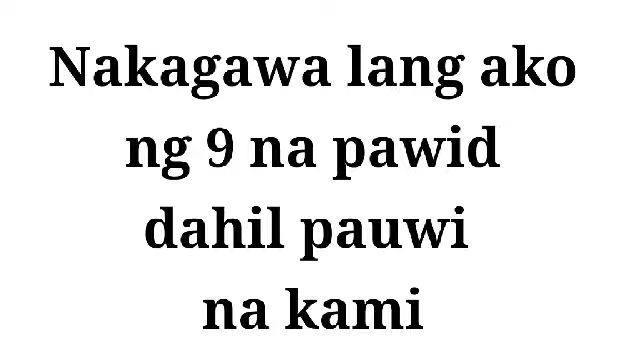 Nakagawa lang ako
ng 9 na pawid
dahil pauwi
na kami